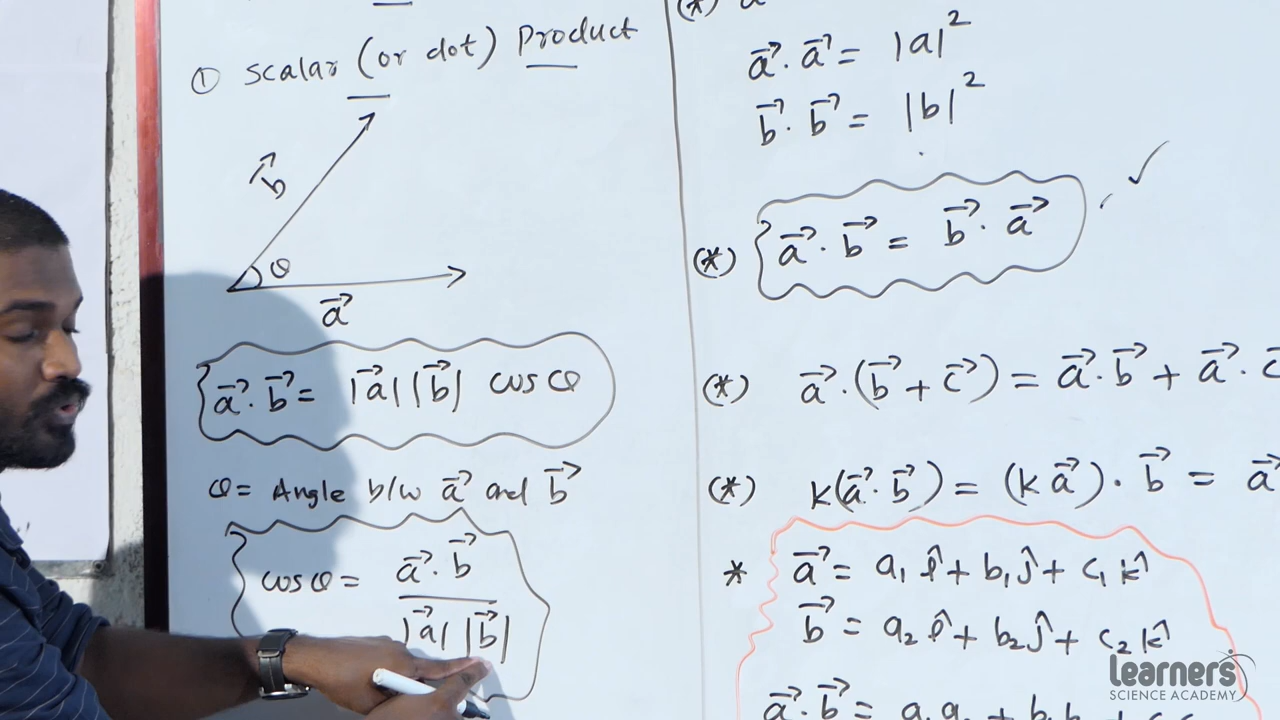 ① Scalar (or dot) Product
b⃗
θ
a⃗
a⃗ . b⃗ = |a⃗| |b⃗| cos θ
θ = Angle b/w a⃗ and b⃗
cos θ = a⃗ . b⃗
|a⃗| |b⃗|
(*)
a⃗ . a⃗ = |a|²
b⃗ . b⃗ = |b|²
(*) a⃗ . b⃗ = b⃗ . a⃗ ✓
(*) a⃗ . (b⃗ + c⃗) = a⃗ . b⃗ + a⃗ . c
(*) k(a⃗ . b⃗) = (k a⃗) . b⃗ = a⃗
* a⃗ = a₁ î + b₁ ĵ + c₁ k̂
b⃗ = a₂ î + b₂ ĵ + c₂ k̂
a⃗ . b⃗ =
Learners'
SCIENCE ACADEMY